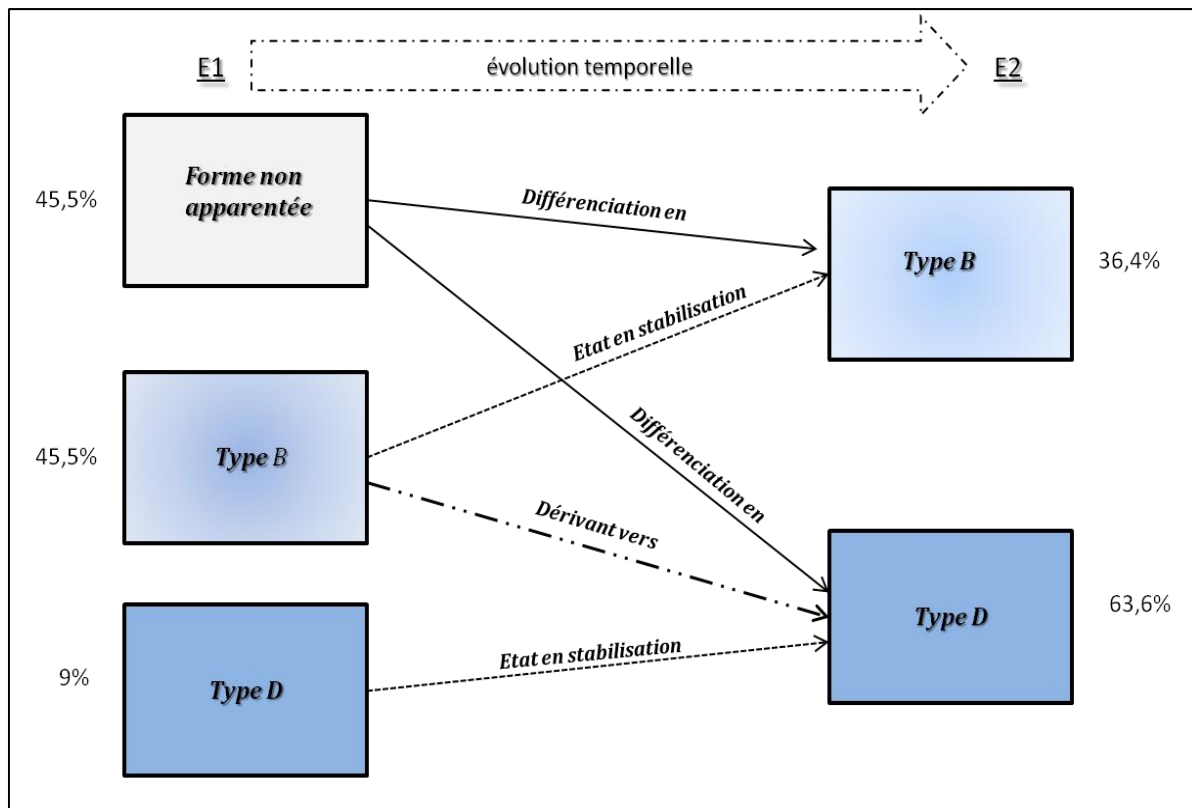 E1
évolution temporelle
E2
Forme non
apparentée
45,5%
Différenciation en
Type B
36,4%
Etat en stabilisation
Type B
45,5%
Différenciation en
Dérivant vers
Type D
63,6%
Etat en stabilisation
Type D
9%